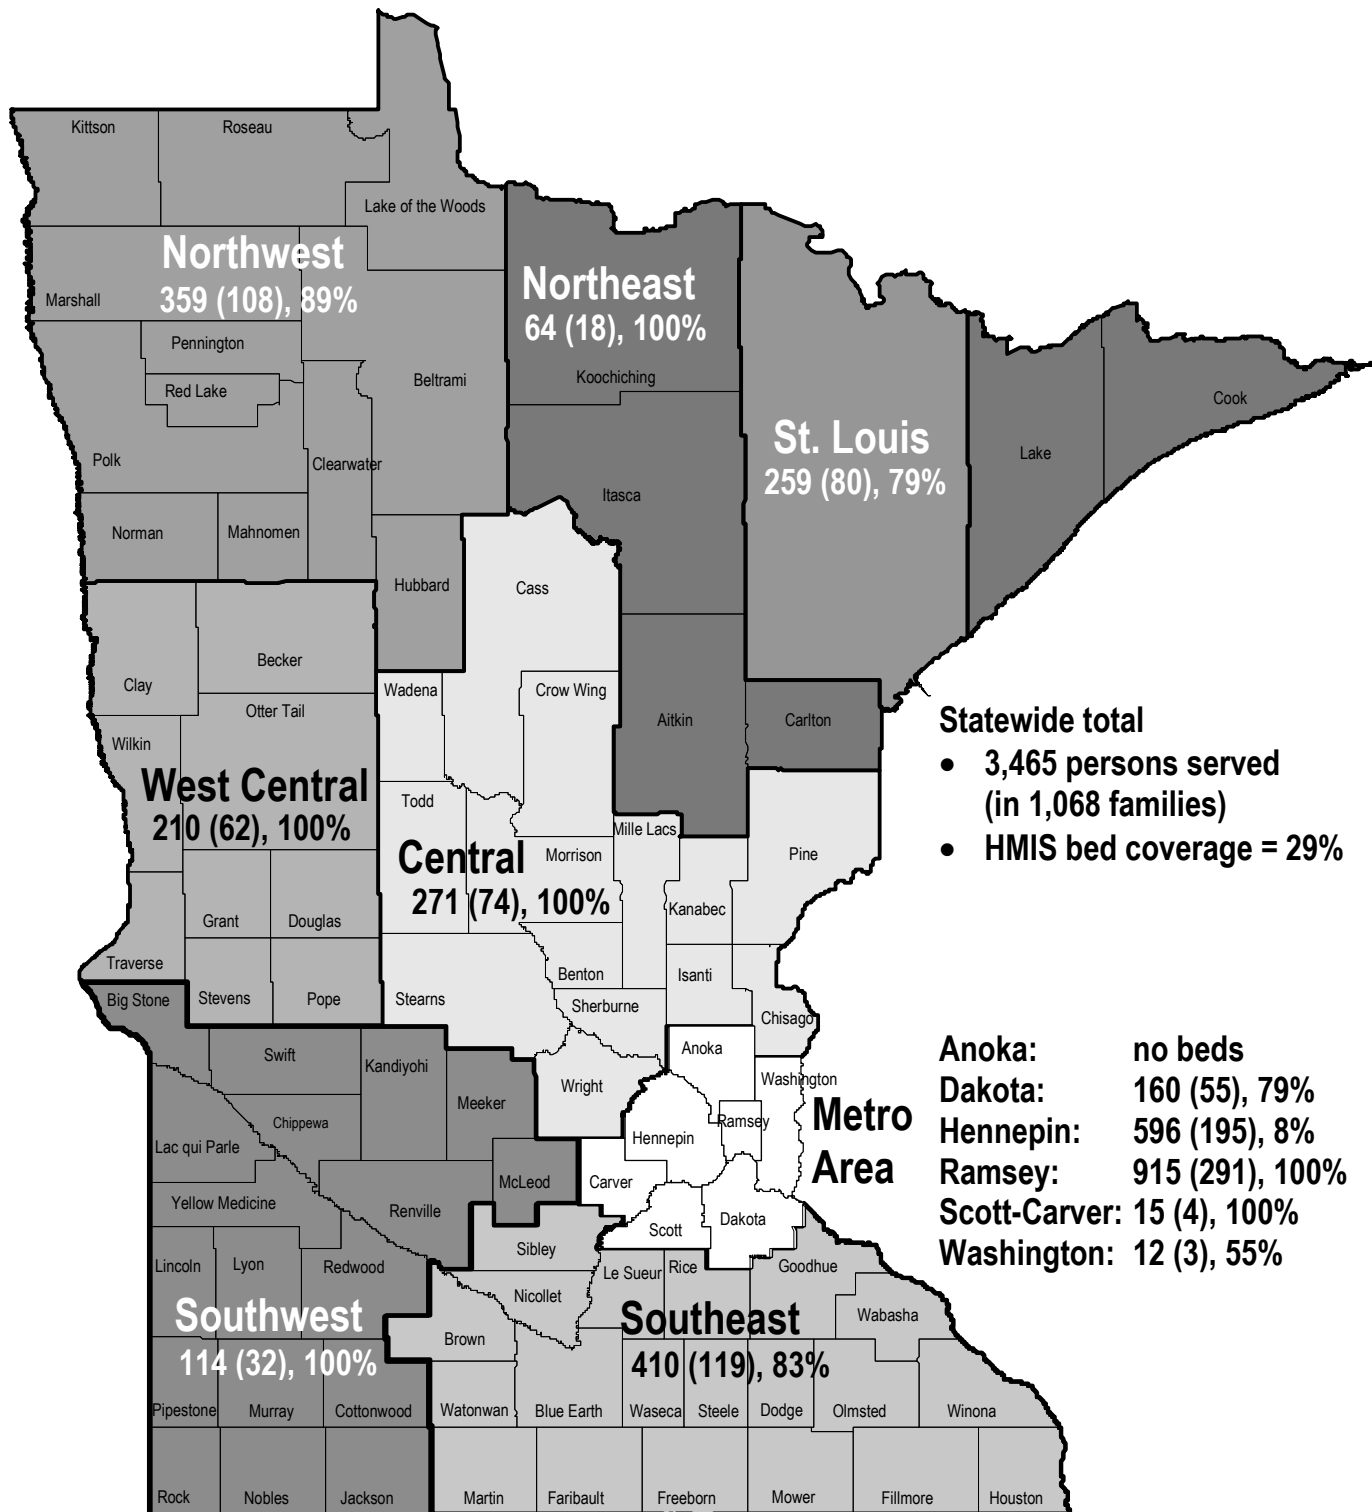 Kittson
Roseau
Lake of the Woods
Northwest
359 (108), 89%
Marshall
Pennington
Red Lake
Beltrami
Polk
Clearwater
Norman
Mahnomen
Hubbard
Northeast
64 (18), 100%
Koochiching
Itasca
St. Louis
259 (80), 79%
Lake
Cook
Cass
Becker
Clay
Otter Tail
Wilkin
West Central
210 (62), 100%
Grant
Douglas
Traverse
Stevens
Pope
Wadena
Crow Wing
Aitkin
Carlton
Todd
Mille Lacs
Morrison
Pine
Central
271 (74), 100%
Kanabec
Benton
Isanti
Stearns
Sherburne
Chisago
Wright
Statewide total
• 3,465 persons served
(in 1,068 families)
• HMIS bed coverage = 29%
Big Stone
Swift
Kandiyohi
Meeker
Chippewa
Lac qui Parle
McLeod
Yellow Medicine
Renville
Lincoln
Lyon
Redwood
Southwest
114 (32), 100%
Pipestone
Murray
Cottonwood
Rock
Nobles
Jackson
Anoka
Washington
Ramsey
Hennepin
Carver
Scott
Dakota
Metro
Area
Anoka: no beds
Dakota: 160 (55), 79%
Hennepin: 596 (195), 8%
Ramsey: 915 (291), 100%
Scott-Carver: 15 (4), 100%
Washington: 12 (3), 55%
Sibley
Le Sueur
Rice
Goodhue
Nicollet
Wabasha
Brown
Southeast
410 (119), 83%
Watonwan
Blue Earth
Waseca
Steele
Dodge
Olmsted
Winona
Martin
Faribault
Freeborn
Mower
Fillmore
Houston